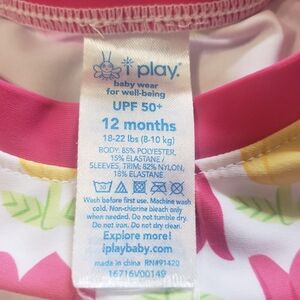 i play.
baby wear
for well-being
UPF 50+
12 months
18-22 lbs (8-10 kg)
BODY: 85% POLYESTER,
15% ELASTANE /
SLEEVES, TRIM: 82% NYLON,
18% ELASTANE
Wash before first use. Machine wash
cold. Non-chlorine bleach only
when needed. Do not tumble dry.
Do not iron. Do not dry clean.
Explore more!
iplaybaby.com
made in china RN#91420
16716V00149